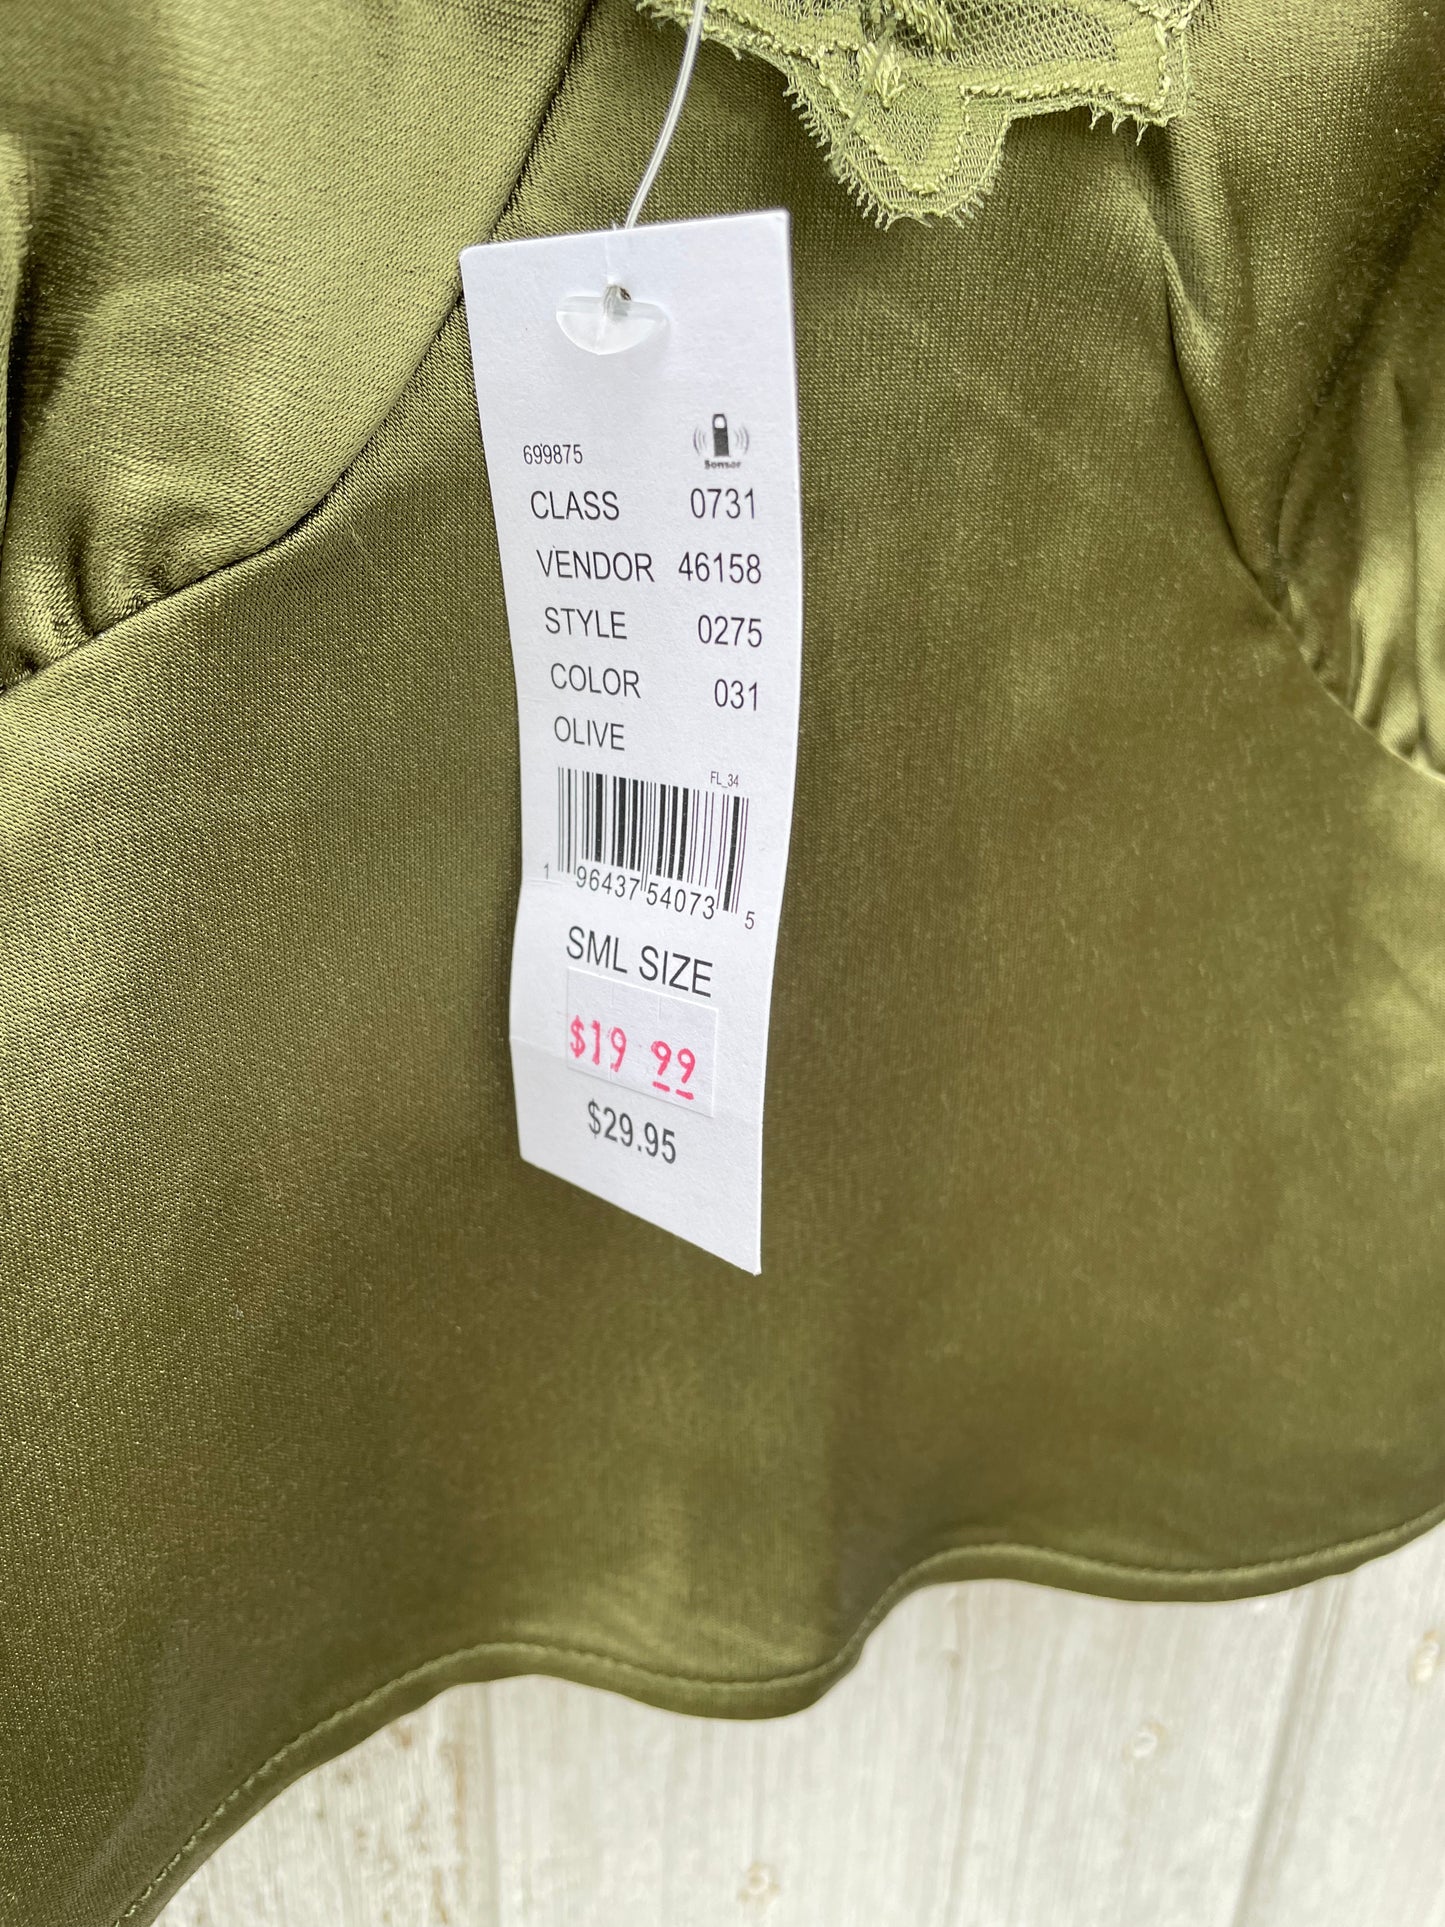 699875
Sensor
CLASS 0731
VENDOR 46158
STYLE 0275
COLOR 031
OLIVE
FL_34
1 96437 54073 5
SML SIZE
$19 99
$29.95